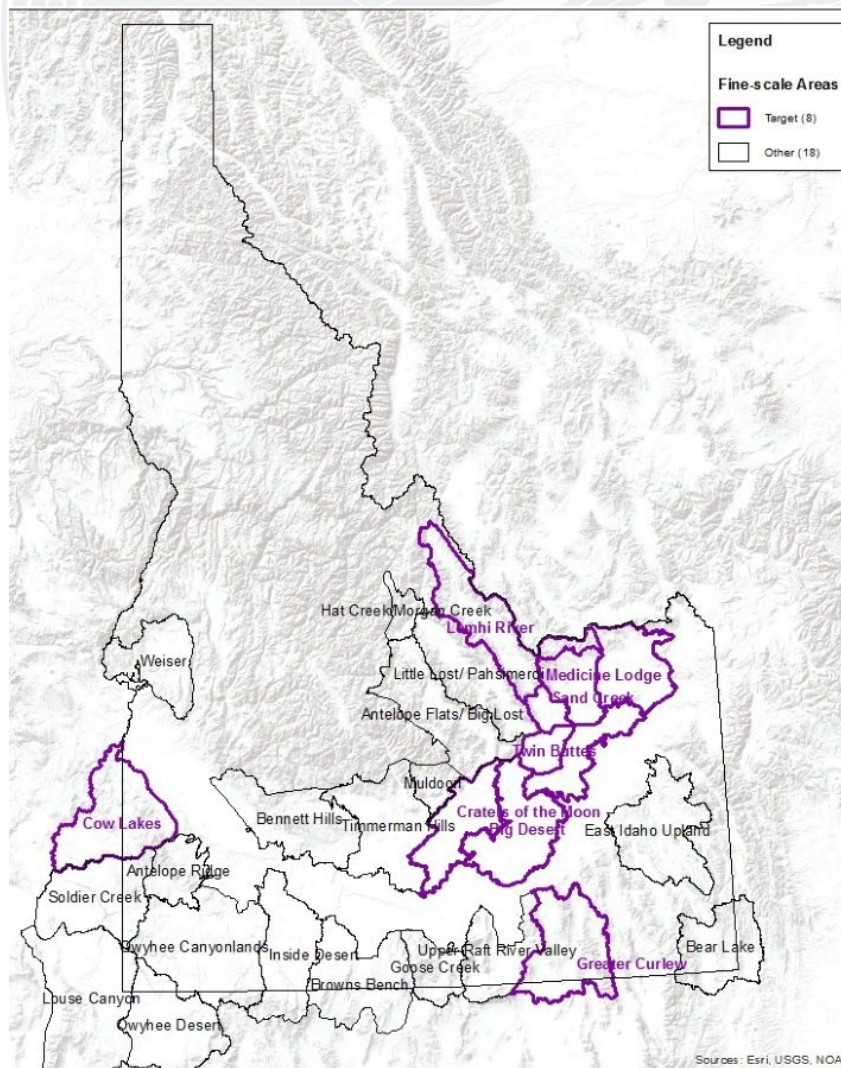 Legend
Fine-scale Areas
Target (8)
Other (18)
Hat Creek/Morgan Creek
Lemhi River
Weiser
Little Lost/ Pahsimeroi
Medicine Lodge
Sand Creek
Antelope Flats/ Big Lost
Twin Buttes
Muldoon
Cow Lakes
Bennett Hills
Timmerman Hills
Craters of the Moon
Big Desert
East Idaho Upland
Antelope Ridge
Soldier Creek
Owyhee Canyonlands
Inside Desert
Upper Raft River Valley
Goose Creek
Greater Curlew
Bear Lake
Browns Bench
Louse Canyon
Owyhee Desert
Sources: Esri, USGS, NOA